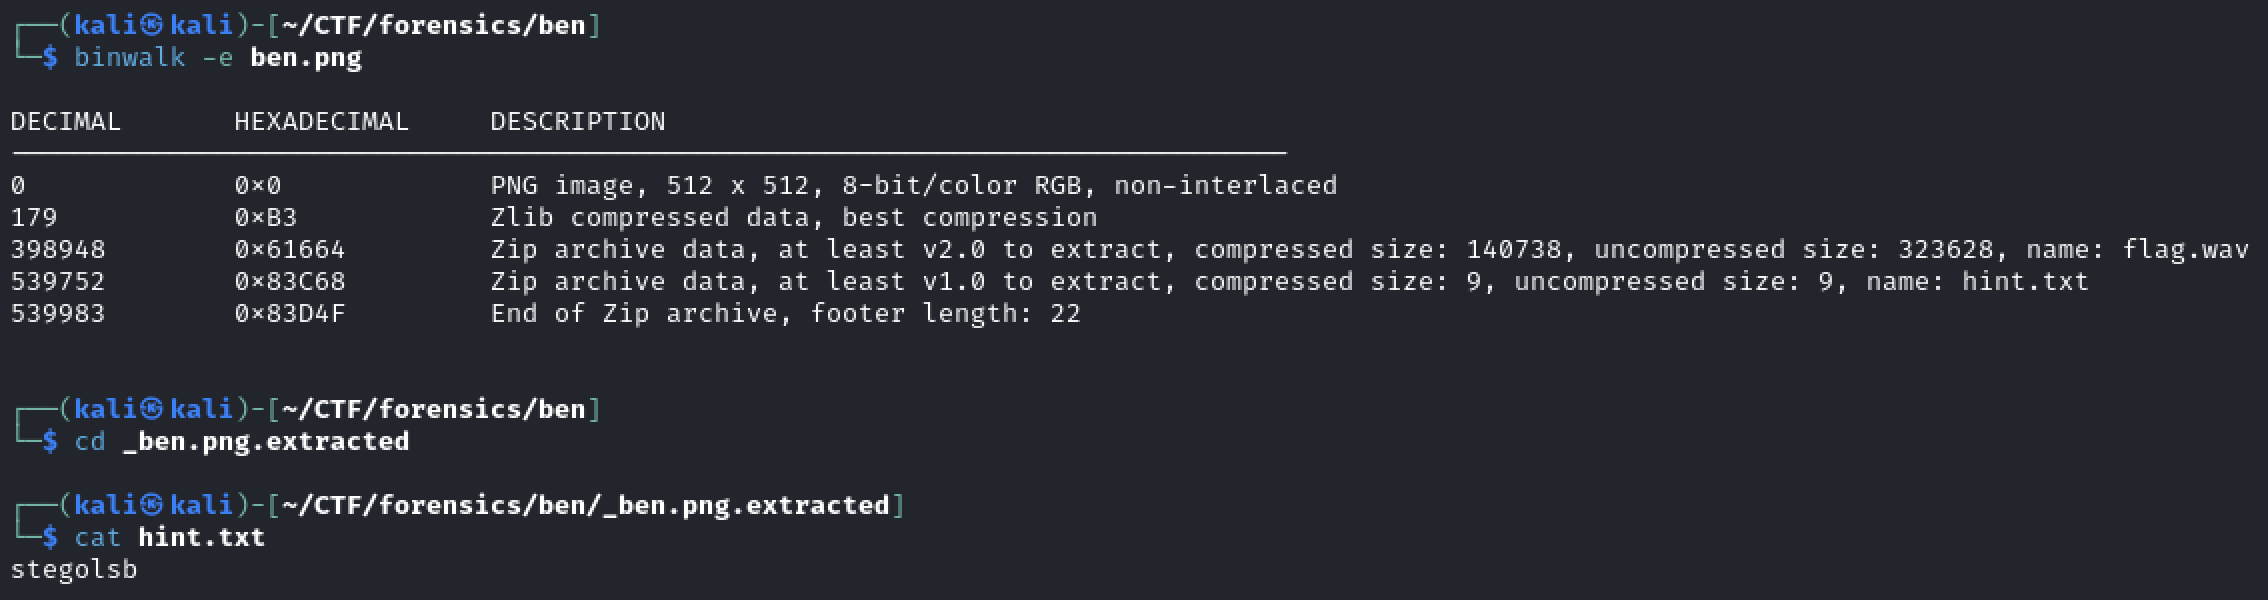 ┌──(kali㉿kali)-[~/CTF/forensics/ben]
└─$ binwalk -e ben.png
DECIMAL       HEXADECIMAL     DESCRIPTION
0             0×0             PNG image, 512 x 512, 8-bit/color RGB, non-interlaced
179           0×B3            Zlib compressed data, best compression
398948        0×61664         Zip archive data, at least v2.0 to extract, compressed size: 140738, uncompressed size: 323628, name: flag.wav
539752        0×83C68         Zip archive data, at least v1.0 to extract, compressed size: 9, uncompressed size: 9, name: hint.txt
539983        0×83D4F         End of Zip archive, footer length: 22
┌──(kali㉿kali)-[~/CTF/forensics/ben]
└─$ cd _ben.png.extracted
┌──(kali㉿kali)-[~/CTF/forensics/ben/_ben.png.extracted]
└─$ cat hint.txt
stegolsb